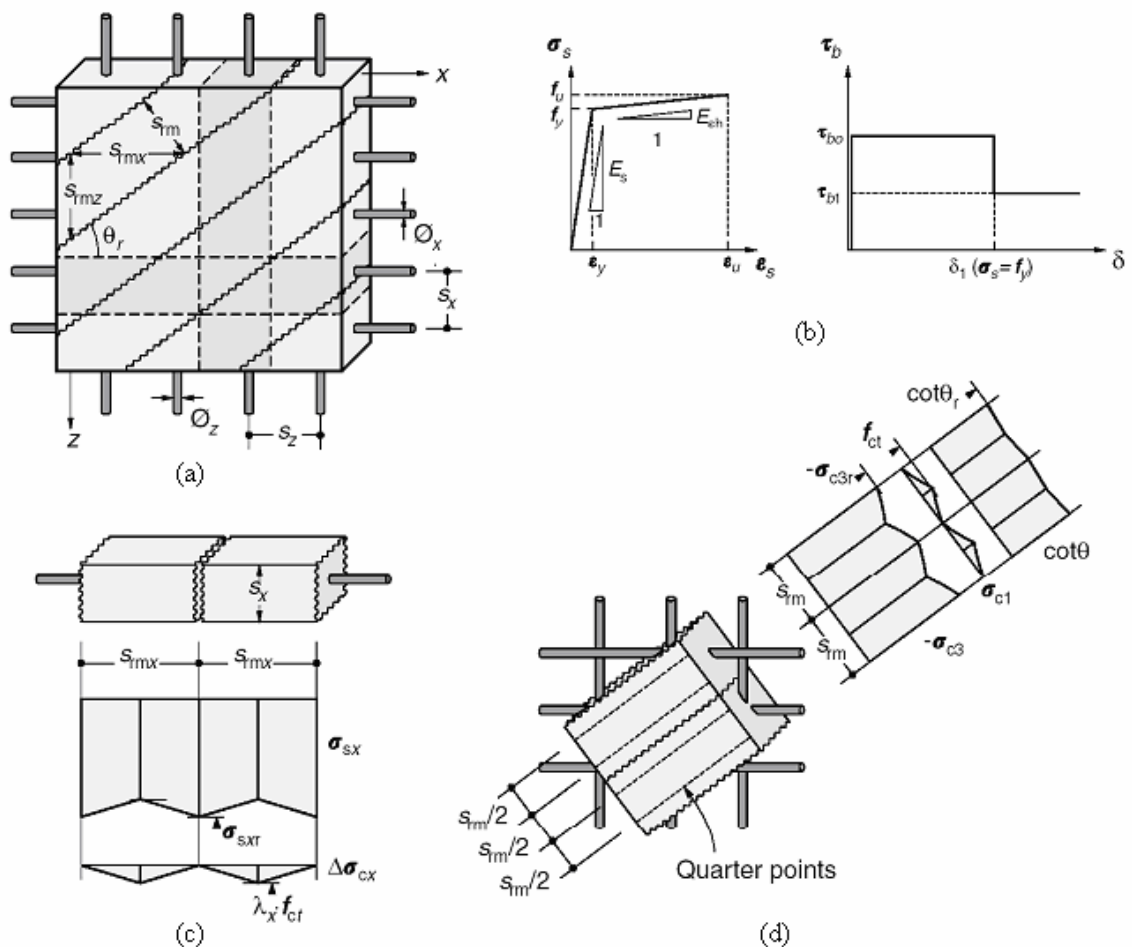 x
s_rm
s_rmx
s_rmz
θ_r
Ø_x
s_x
Ø_z
s_z
z
(a)
σ_s
f_u
f_y
E_sh
1
E_s
1
ε_y
ε_u
ε_s
τ_b
τ_bo
τ_b1
δ_1 (σ_s=f_y)
δ
(b)
s_x
s_rmx
s_rmx
σ_sx
σ_sxr
Δσ_cx
λ_x·f_ct
(c)
cotθ_r
f_ct
-σ_c3r
cotθ
σ_c1
s_rm
s_rm
-σ_c3
s_rm/2
s_rm/2
s_rm/2
Quarter points
(d)